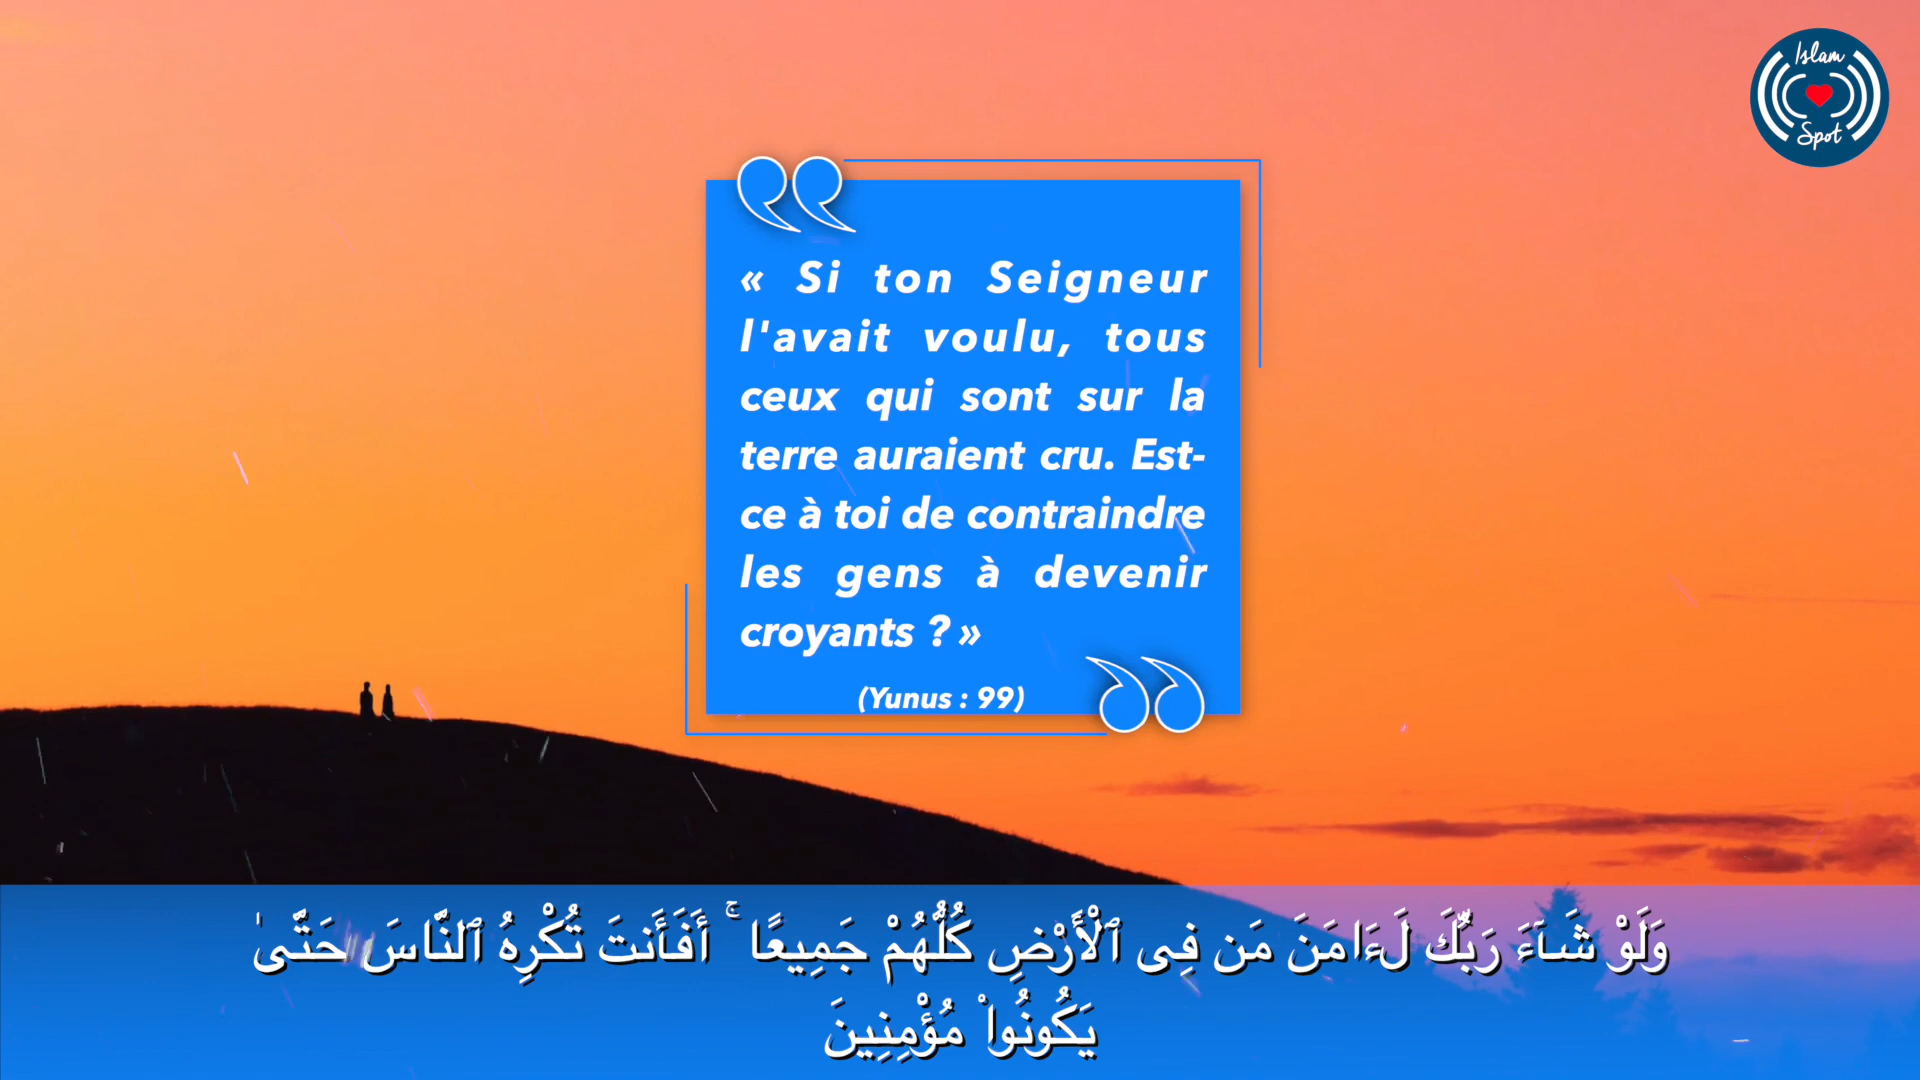 Islam
Spot
« Si ton Seigneur
l'avait voulu, tous
ceux qui sont sur la
terre auraient cru. Est-
ce à toi de contraindre
les gens à devenir
croyants ? »
(Yunus : 99)
وَلَوْ شَآءَ رَبُّكَ لَـَٔامَنَ مَن فِى ٱلْأَرْضِ كُلُّهُمْ جَمِيعًا ۚ أَفَأَنتَ تُكْرِهُ ٱلنَّاسَ حَتَّىٰ
يَكُونُوا۟ مُؤْمِنِينَ